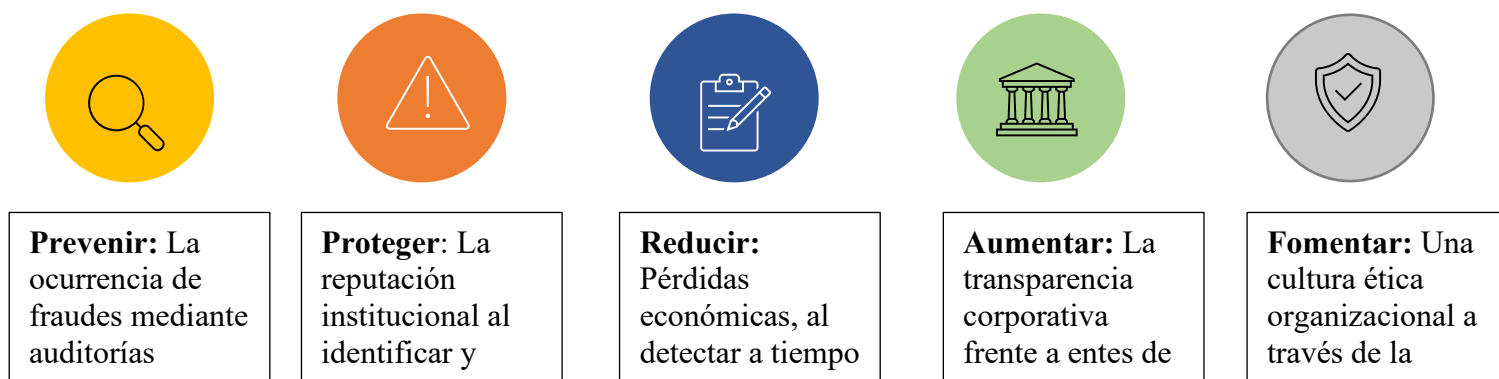 Prevenir: La
ocurrencia de
fraudes mediante
auditorías
Proteger: La
reputación
institucional al
identificar y
Reducir:
Pérdidas
económicas, al
detectar a tiempo
Aumentar: La
transparencia
corporativa
frente a entes de
Fomentar: Una
cultura ética
organizacional a
través de la